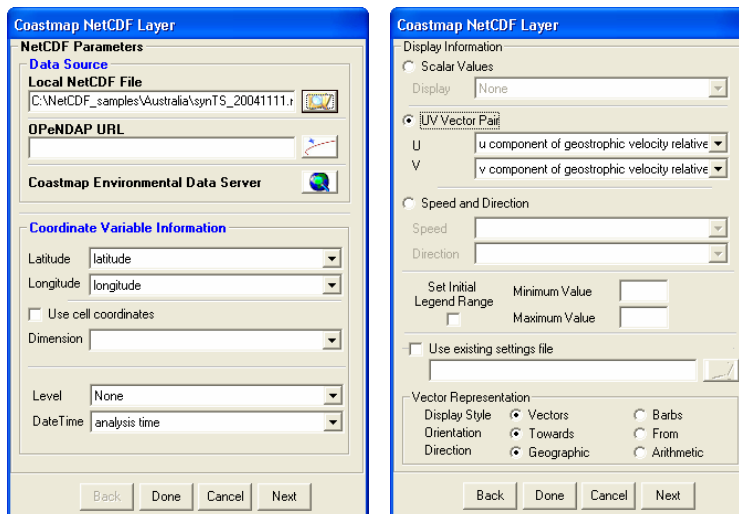 Coastmap NetCDF Layer
NetCDF Parameters
Data Source
Local NetCDF File
C:\NetCDF_samples\Australia\synTS_20041111.r
OPeNDAP URL
Coastmap Environmental Data Server
Coordinate Variable Information
Latitude latitude
Longitude longitude
Use cell coordinates
Dimension
Level None
DateTime analysis time
Back Done Cancel Next
Coastmap NetCDF Layer
Display Information
Scalar Values
Display None
UV Vector Pair
U u component of geostrophic velocity relative
V v component of geostrophic velocity relative
Speed and Direction
Speed
Direction
Set Initial Legend Range
Minimum Value
Maximum Value
Use existing settings file
Vector Representation
Display Style Vectors Barbs
Orientation Towards From
Direction Geographic Arithmetic
Back Done Cancel Next